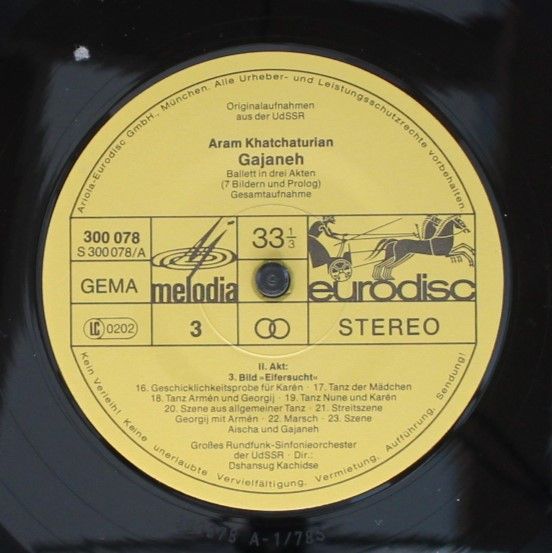 Ariola-Eurodisc GmbH., München. Alle Urheber- und Leistungsschutzrechte vorbehalten.
Originalaufnahmen
aus der UdSSR
Aram Khatchaturian
Gajaneh
Ballett in drei Akten
(7 Bildern und Prolog)
Gesamtaufnahme
300 078
S 300 078/A
33 1/3
GEMA
melodia
eurodisc
LC 0202
3
STEREO
II. Akt:
3. Bild »Eifersucht«
16. Geschicklichkeitsprobe für Karén · 17. Tanz der Mädchen
18. Tanz Armén und Georgij · 19. Tanz Nune und Karén
20. Szene aus allgemeiner Tanz · 21. Streitszene
Georgij mit Armén · 22. Marsch · 23. Szene
Aischa und Gajaneh
Großes Rundfunk-Sinfonieorchester
der UdSSR · Dir.:
Dshansug Kachidse
Kein Verleih! Keine unerlaubte Vervielfältigung, Vermietung, Aufführung, Sendung!
A-1/78S